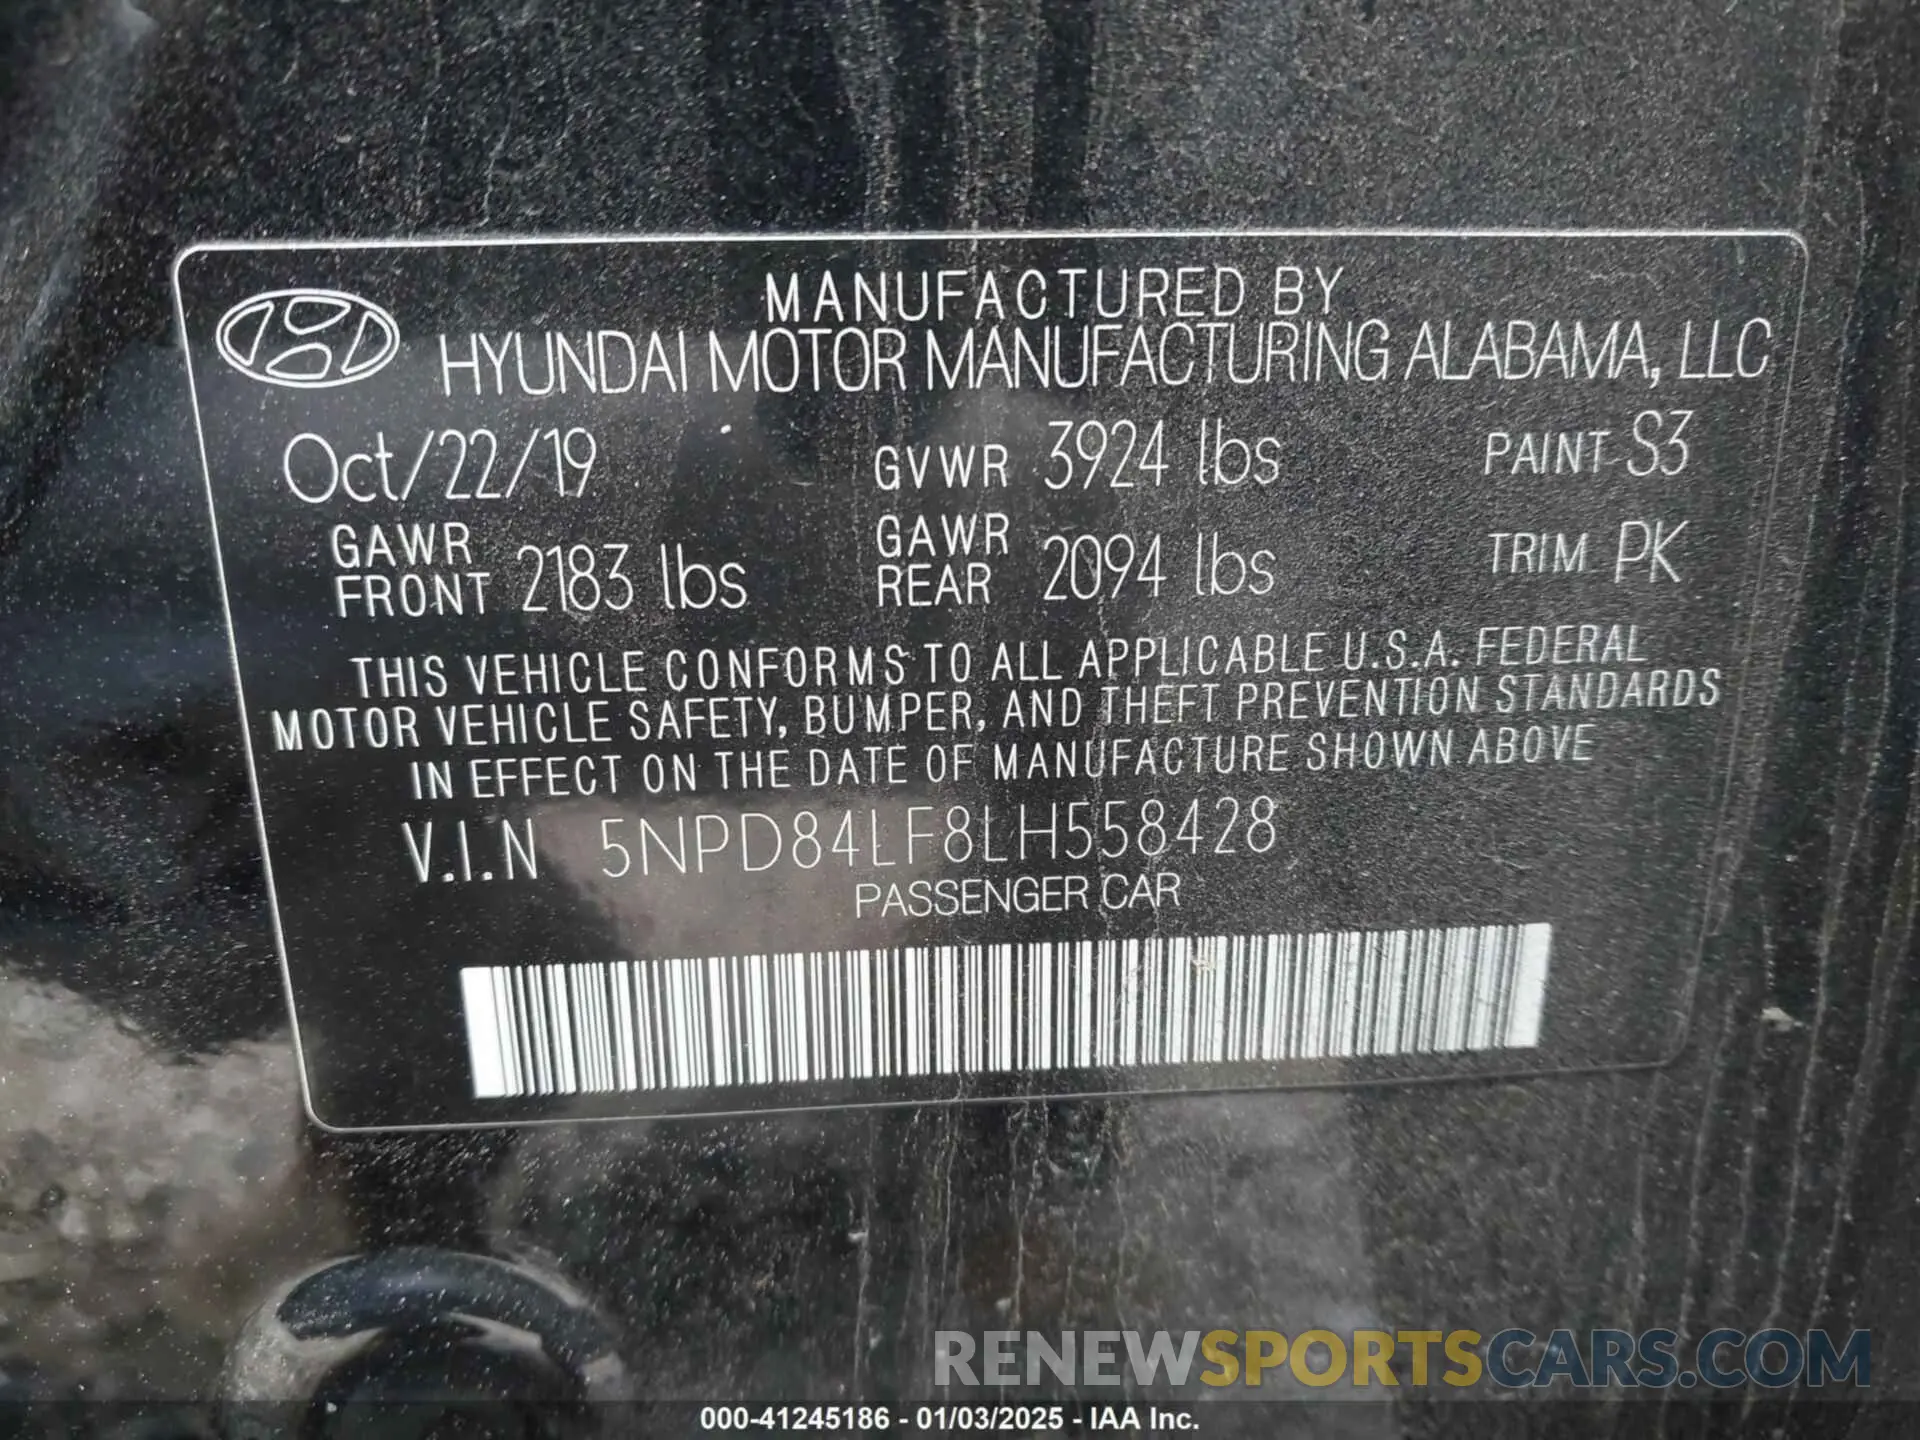 MANUFACTURED BY
HYUNDAI MOTOR MANUFACTURING ALABAMA, LLC
Oct/22/19 GVWR 3924 lbs PAINT S3
GAWR FRONT 2183 lbs GAWR REAR 2094 lbs TRIM PK
THIS VEHICLE CONFORMS TO ALL APPLICABLE U.S.A. FEDERAL
MOTOR VEHICLE SAFETY, BUMPER, AND THEFT PREVENTION STANDARDS
IN EFFECT ON THE DATE OF MANUFACTURE SHOWN ABOVE
V.I.N 5NPD84LF8LH558428
PASSENGER CAR
RENEWSPORTSCARS.COM
000-41245186 - 01/03/2025 - IAA Inc.